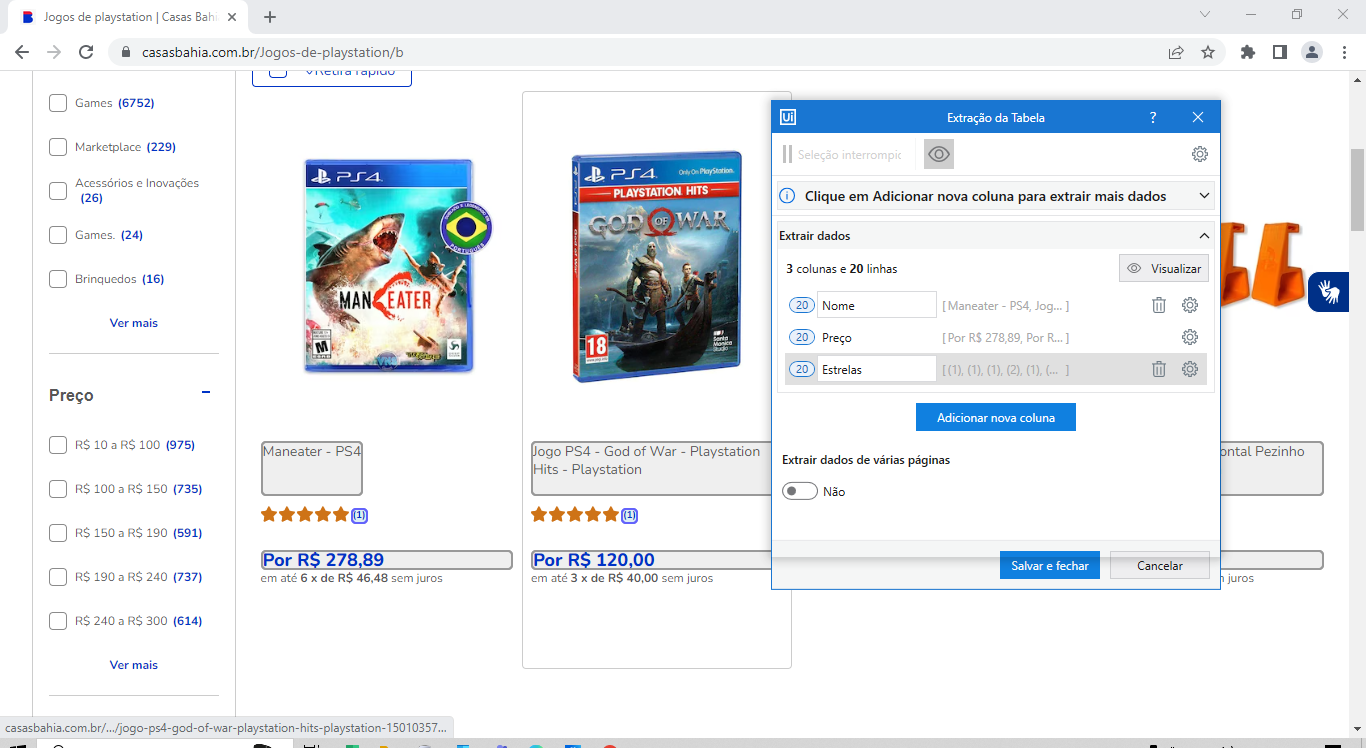 Jogos de playstation | Casas Bahi
casasbahia.com.br/Jogos-de-playstation/b
Retira rápido
Games (6752)
Marketplace (229)
Acessórios e Inovações
(26)
Games. (24)
Brinquedos (16)
Ver mais
Preço
R$ 10 a R$ 100 (975)
R$ 100 a R$ 150 (735)
R$ 150 a R$ 190 (591)
R$ 190 a R$ 240 (737)
R$ 240 a R$ 300 (614)
Ver mais
PS4
MANEATER
M
Maneater - PS4
(1)
Por R$ 278,89
em até 6 x de R$ 46,48 sem juros
PS4
Only On PlayStation
PLAYSTATION HITS
GOD OF WAR
18
Santa Monica Studio
Jogo PS4 - God of War - Playstation
Hits - Playstation
(1)
Por R$ 120,00
em até 3 x de R$ 40,00 sem juros
ontal Pezinho
juros
Ui
Extração da Tabela
?
Seleção interrompic
Clique em Adicionar nova coluna para extrair mais dados
Extrair dados
3 colunas e 20 linhas
Visualizar
20 Nome [ Maneater - PS4, Jog... ]
20 Preço [ Por R$ 278,89, Por R... ]
20 Estrelas [ (1), (1), (1), (2), (1), (... ]
Adicionar nova coluna
Extrair dados de várias páginas
Não
Salvar e fechar
Cancelar
casasbahia.com.br/.../jogo-ps4-god-of-war-playstation-hits-playstation-15010357...